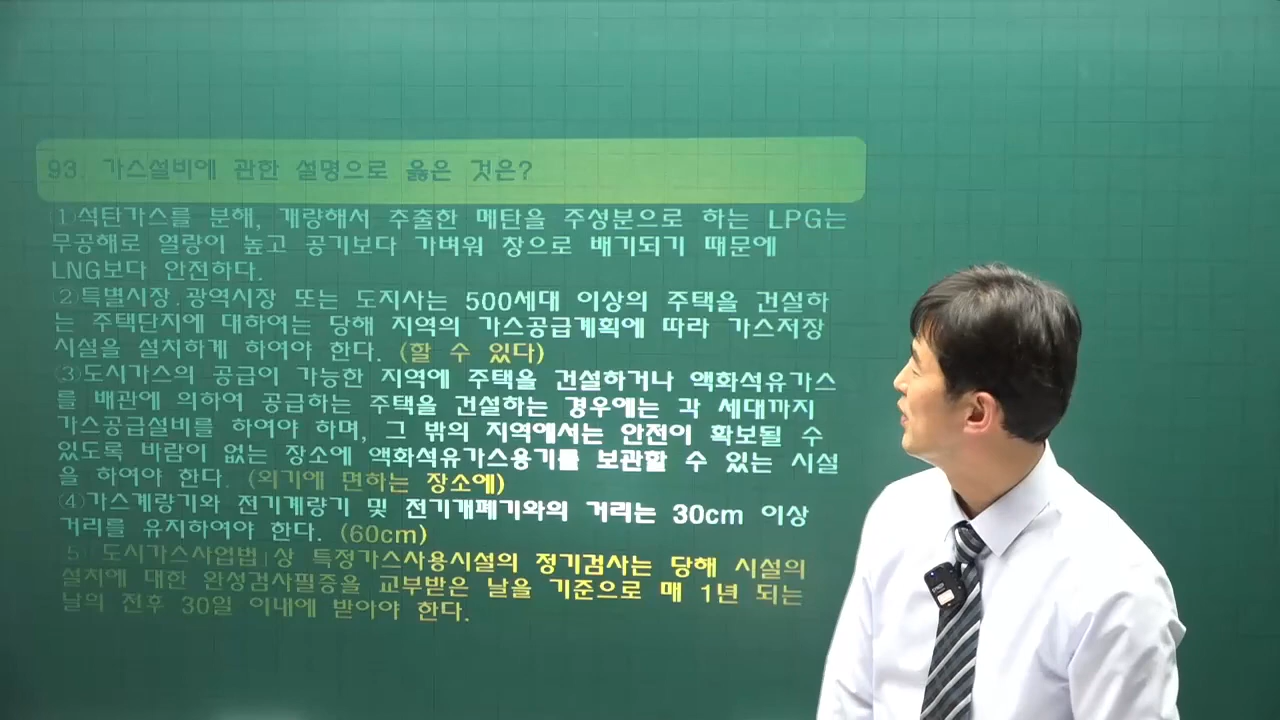 93. 가스설비에 관한 설명으로 옳은 것은?
①석탄가스를 분해, 개량해서 추출한 메탄을 주성분으로 하는 LPG는
무공해로 열량이 높고 공기보다 가벼워 창으로 배기되기 때문에
LNG보다 안전하다.
②특별시장.광역시장 또는 도지사는 500세대 이상의 주택을 건설하
는 주택단지에 대하여는 당해 지역의 가스공급계획에 따라 가스저장
시설을 설치하게 하여야 한다. (할 수 있다)
③도시가스의 공급이 가능한 지역에 주택을 건설하거나 액화석유가스
를 배관에 의하여 공급하는 주택을 건설하는 경우에는 각 세대까지
가스공급설비를 하여야 하며, 그 밖의 지역에서는 안전이 확보될 수
있도록 바람이 없는 장소에 액화석유가스용기를 보관할 수 있는 시설
을 하여야 한다. (외기에 면하는 장소에)
④가스계량기와 전기계량기 및 전기개폐기와의 거리는 30cm 이상
거리를 유지하여야 한다. (60cm)
⑤「도시가스사업법」상 특정가스사용시설의 정기검사는 당해 시설의
설치에 대한 완성검사필증을 교부받은 날을 기준으로 매 1년 되는
날의 전후 30일 이내에 받아야 한다.